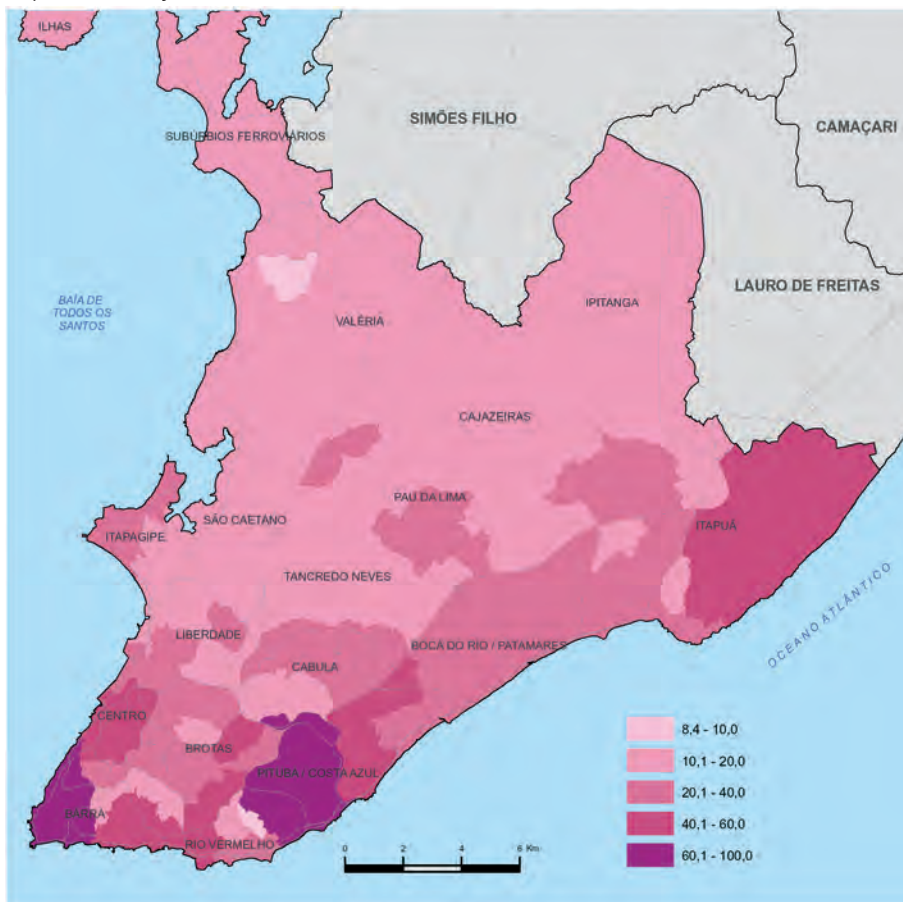 ILHAS
SUBÚRBIOS FERROVIÁRIOS
SIMÕES FILHO
CAMAÇARI
LAURO DE FREITAS
BAÍA DE
TODOS OS
SANTOS
VALÉRIA
IPITANGA
CAJAZEIRAS
PAU DA LIMA
SÃO CAETANO
ITAPUÃ
ITAPAGIPE
TANCREDO NEVES
LIBERDADE
BOCA DO RIO / PATAMARES
CABULA
OCEANO ATLÂNTICO
CENTRO
BROTAS
PITUBA / COSTA AZUL
BARRA
RIO VERMELHO
8,4 - 10,0
10,1 - 20,0
20,1 - 40,0
40,1 - 60,0
60,1 - 100,0
0 2 4 6 Km